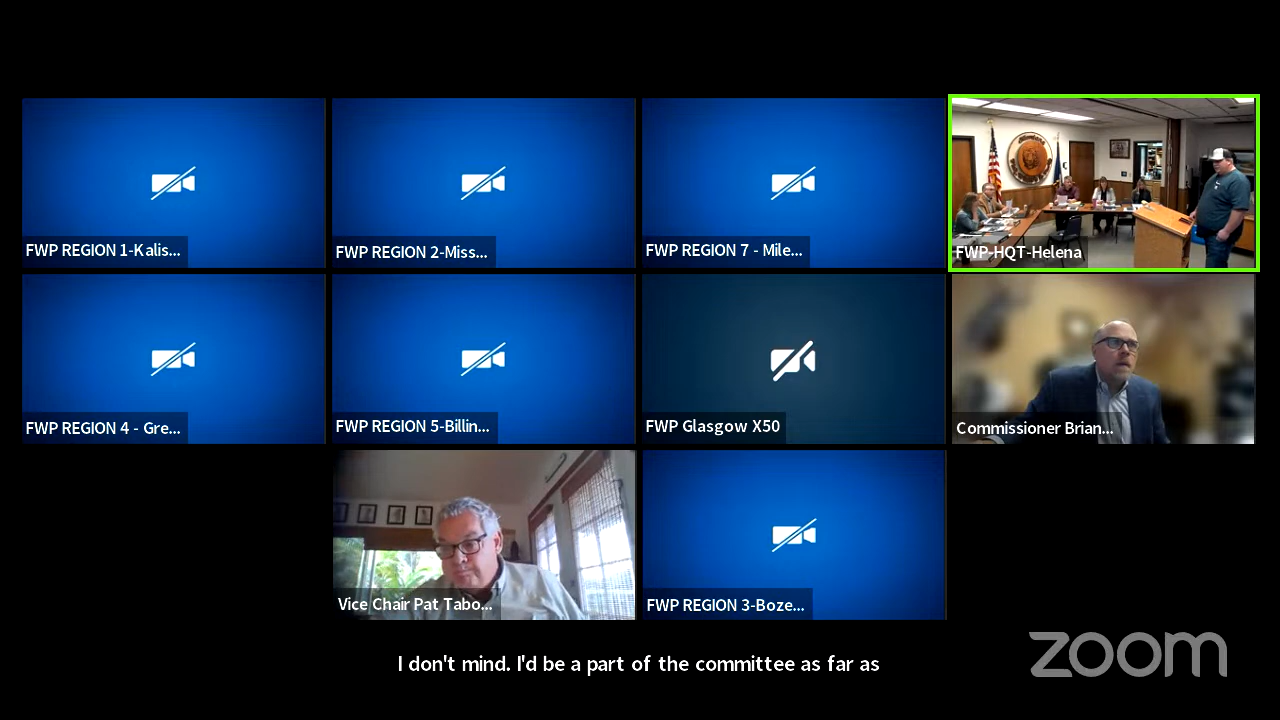 FWP REGION 1-Kalis...
FWP REGION 2-Miss...
FWP REGION 7 - Mile...
FWP-HQT-Helena
FWP REGION 4 - Gre...
FWP REGION 5-Billin...
FWP Glasgow X50
Commissioner Brian...
Vice Chair Pat Tabo...
FWP REGION 3-Boze...
I don't mind. I'd be a part of the committee as far as
zoom